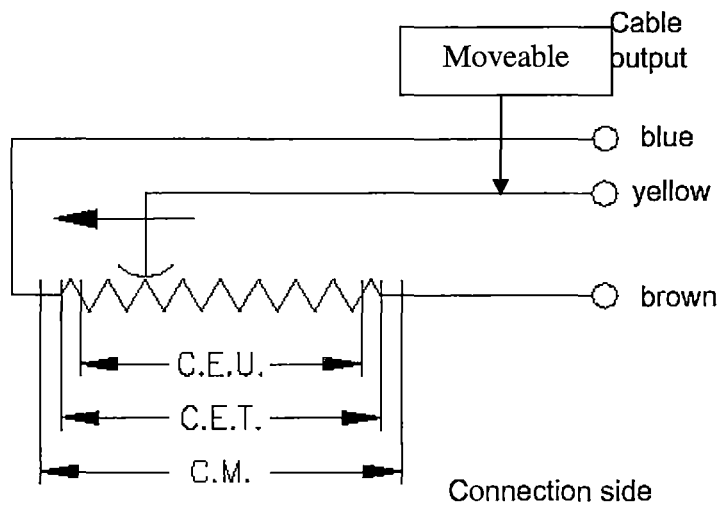 Cable
output
Moveable
blue
yellow
brown
C.E.U.
C.E.T.
C.M.
Connection side